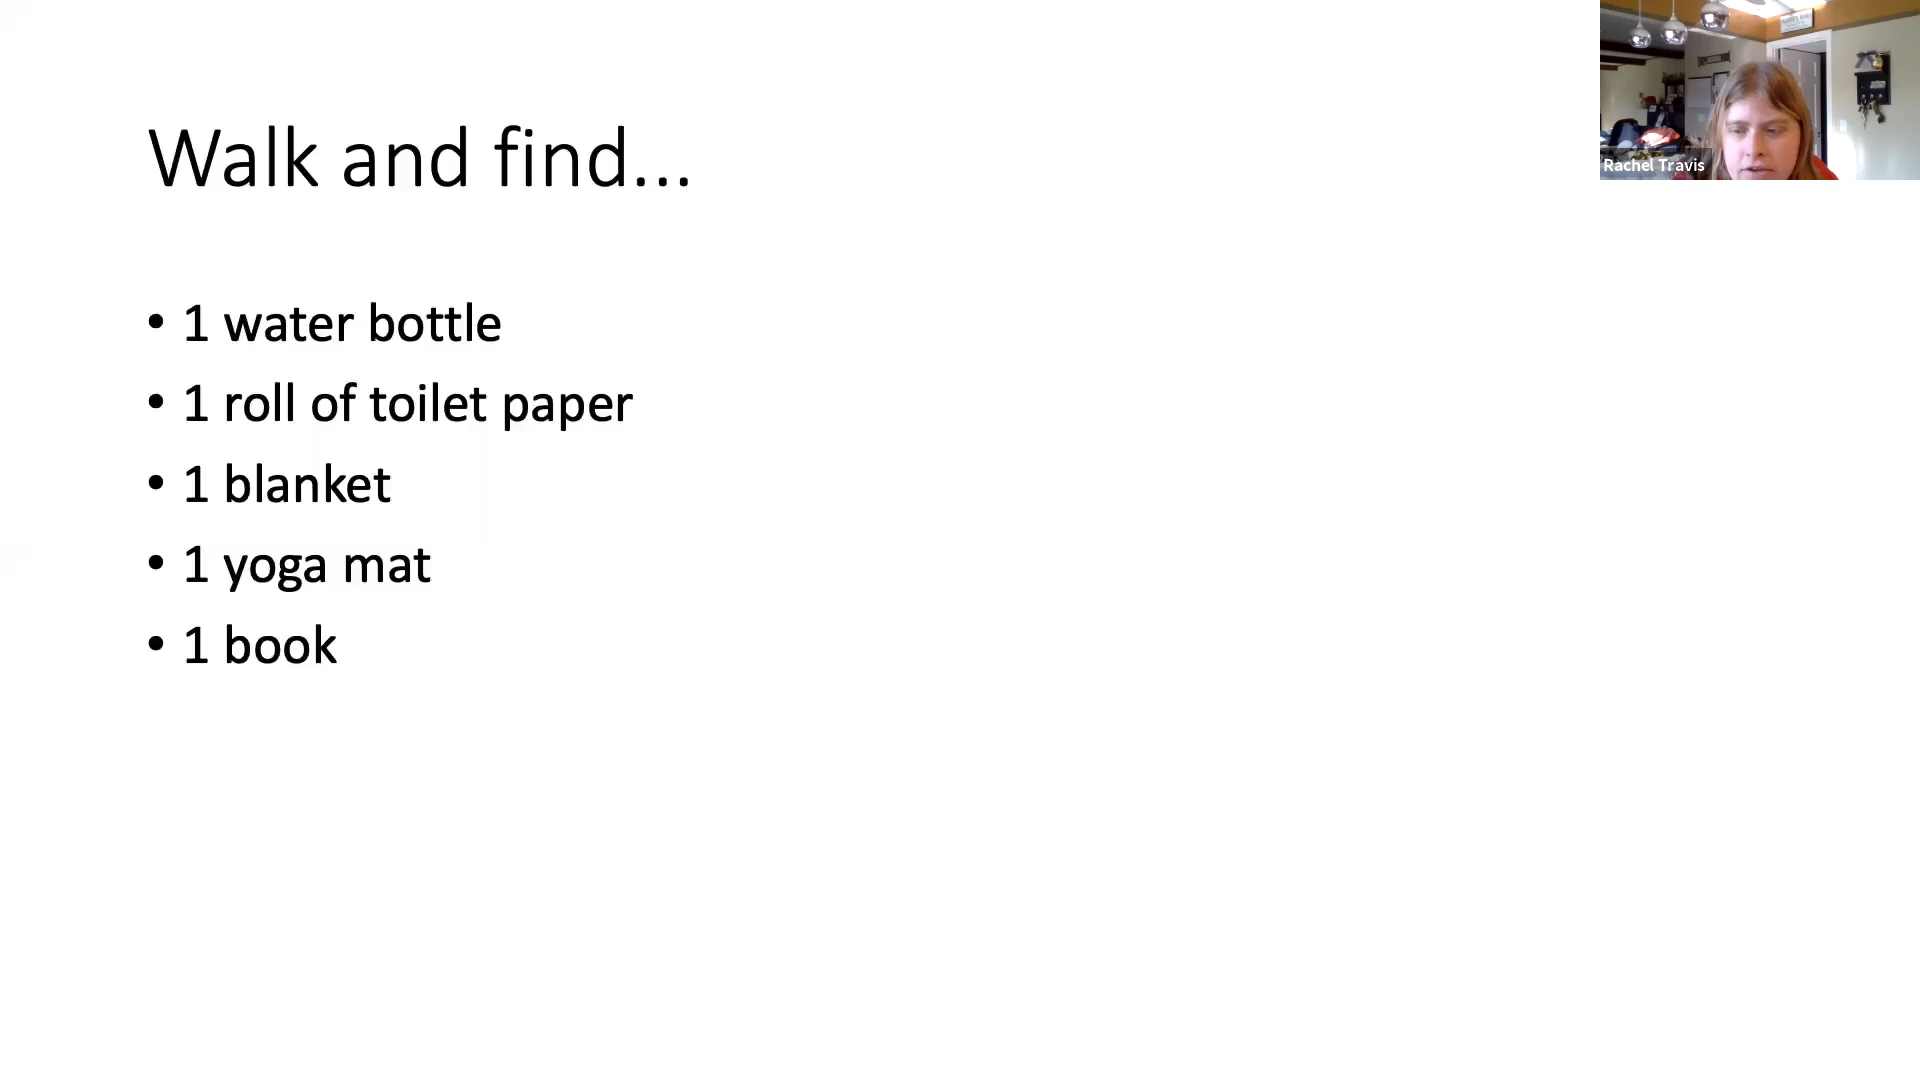 Walk and find...
• 1 water bottle
• 1 roll of toilet paper
• 1 blanket
• 1 yoga mat
• 1 book
Rachel Travis